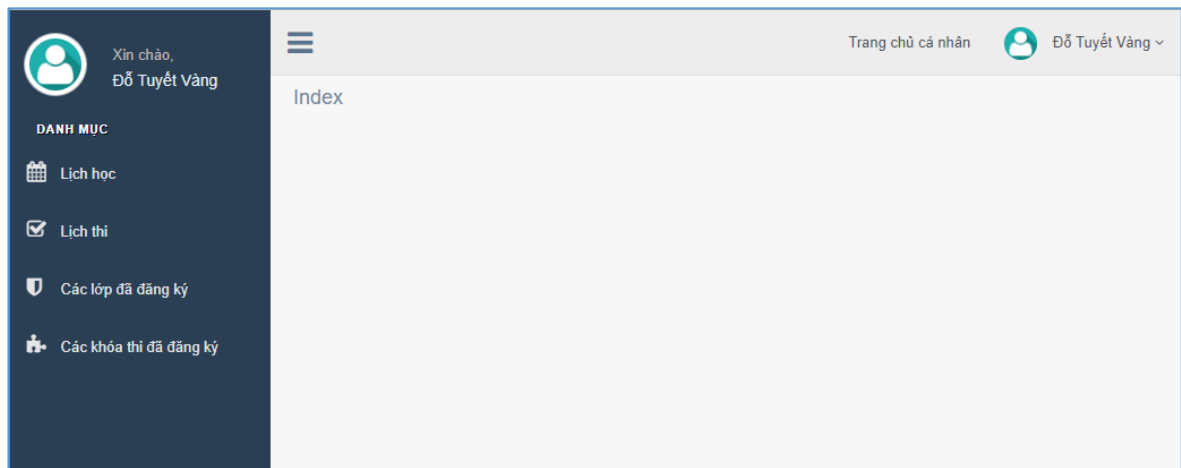 Xin chào,
Đỗ Tuyết Vàng
DANH MỤC
Lịch học
Lịch thi
Các lớp đã đăng ký
Các khóa thi đã đăng ký
Trang chủ cá nhân
Đỗ Tuyết Vàng
Index